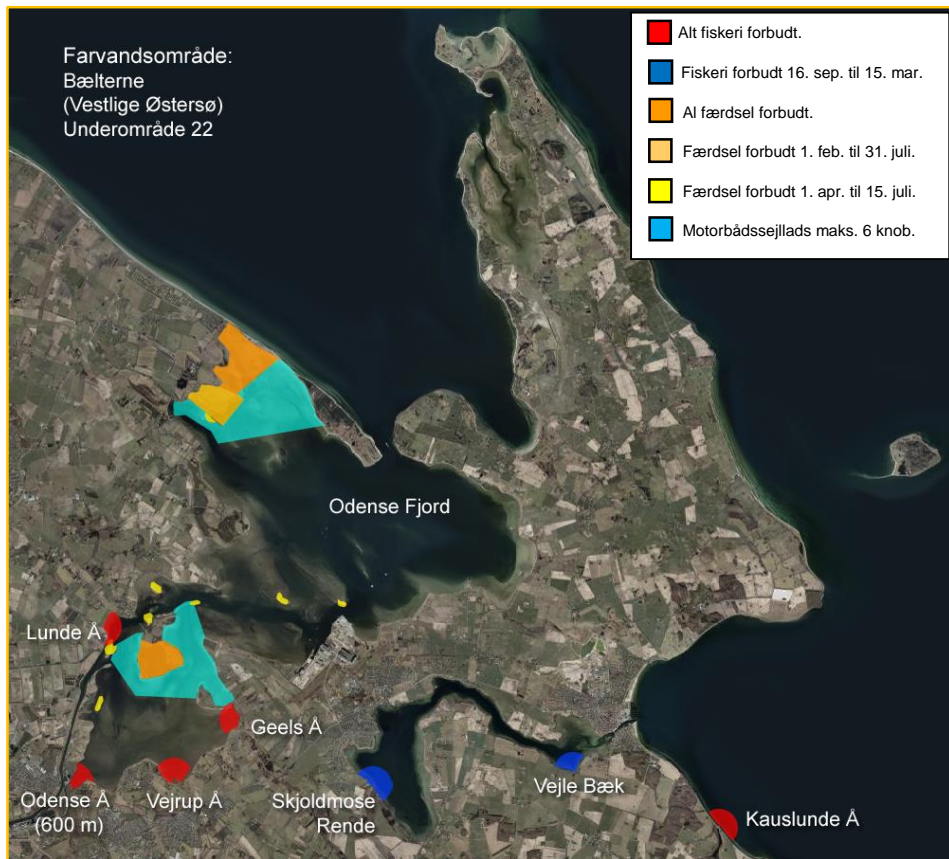 Farvandsområde:
Bælterne
(Vestlige Østersø)
Underområde 22
Alt fiskeri forbudt.
Fiskeri forbudt 16. sep. til 15. mar.
Al færdsel forbudt.
Færdsel forbudt 1. feb. til 31. juli.
Færdsel forbudt 1. apr. til 15. juli.
Motorbådssejllads maks. 6 knob.
Odense Fjord
Lunde Å
Geels Å
Odense Å
(600 m)
Vejrup Å
Skjoldmose
Rende
Vejle Bæk
Kauslunde Å